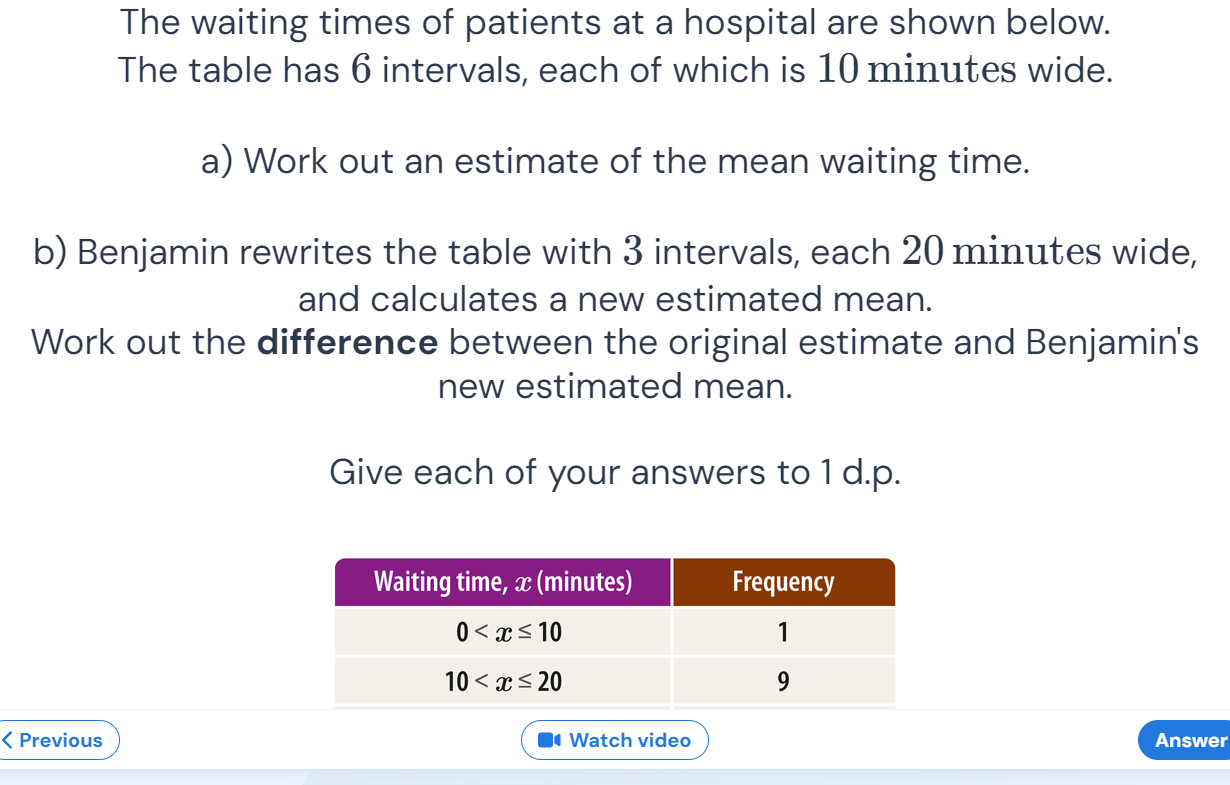 The waiting times of patients at a hospital are shown below.
The table has 6 intervals, each of which is 10 minutes wide.
a) Work out an estimate of the mean waiting time.
b) Benjamin rewrites the table with 3 intervals, each 20 minutes wide,
and calculates a new estimated mean.
Work out the difference between the original estimate and Benjamin's
new estimated mean.
Give each of your answers to 1 d.p.
Waiting time, x (minutes) Frequency
0 < x ≤ 10 1
10 < x ≤ 20 9
Previous Watch video Answer